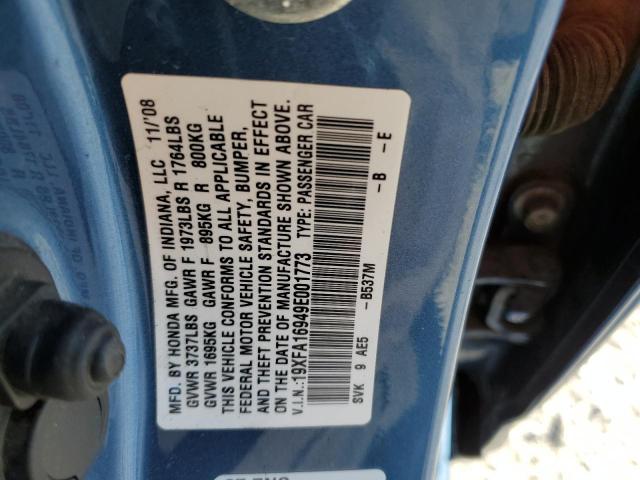 MFD. BY HONDA MFG. OF INDIANA, LLC 11/'08
GVWR 3737LBS GAWR F 1973LBS R 1764LBS
GVWR 1695KG GAWR F 895KG R 800KG
THIS VEHICLE CONFORMS TO ALL APPLICABLE
FEDERAL MOTOR VEHICLE SAFETY, BUMPER,
AND THEFT PREVENTION STANDARDS IN EFFECT
ON THE DATE OF MANUFACTURE SHOWN ABOVE.
V.I.N.:19XFA16949E001773 TYPE: PASSENGER CAR
-B537M -B -E
SVK 9 AE5